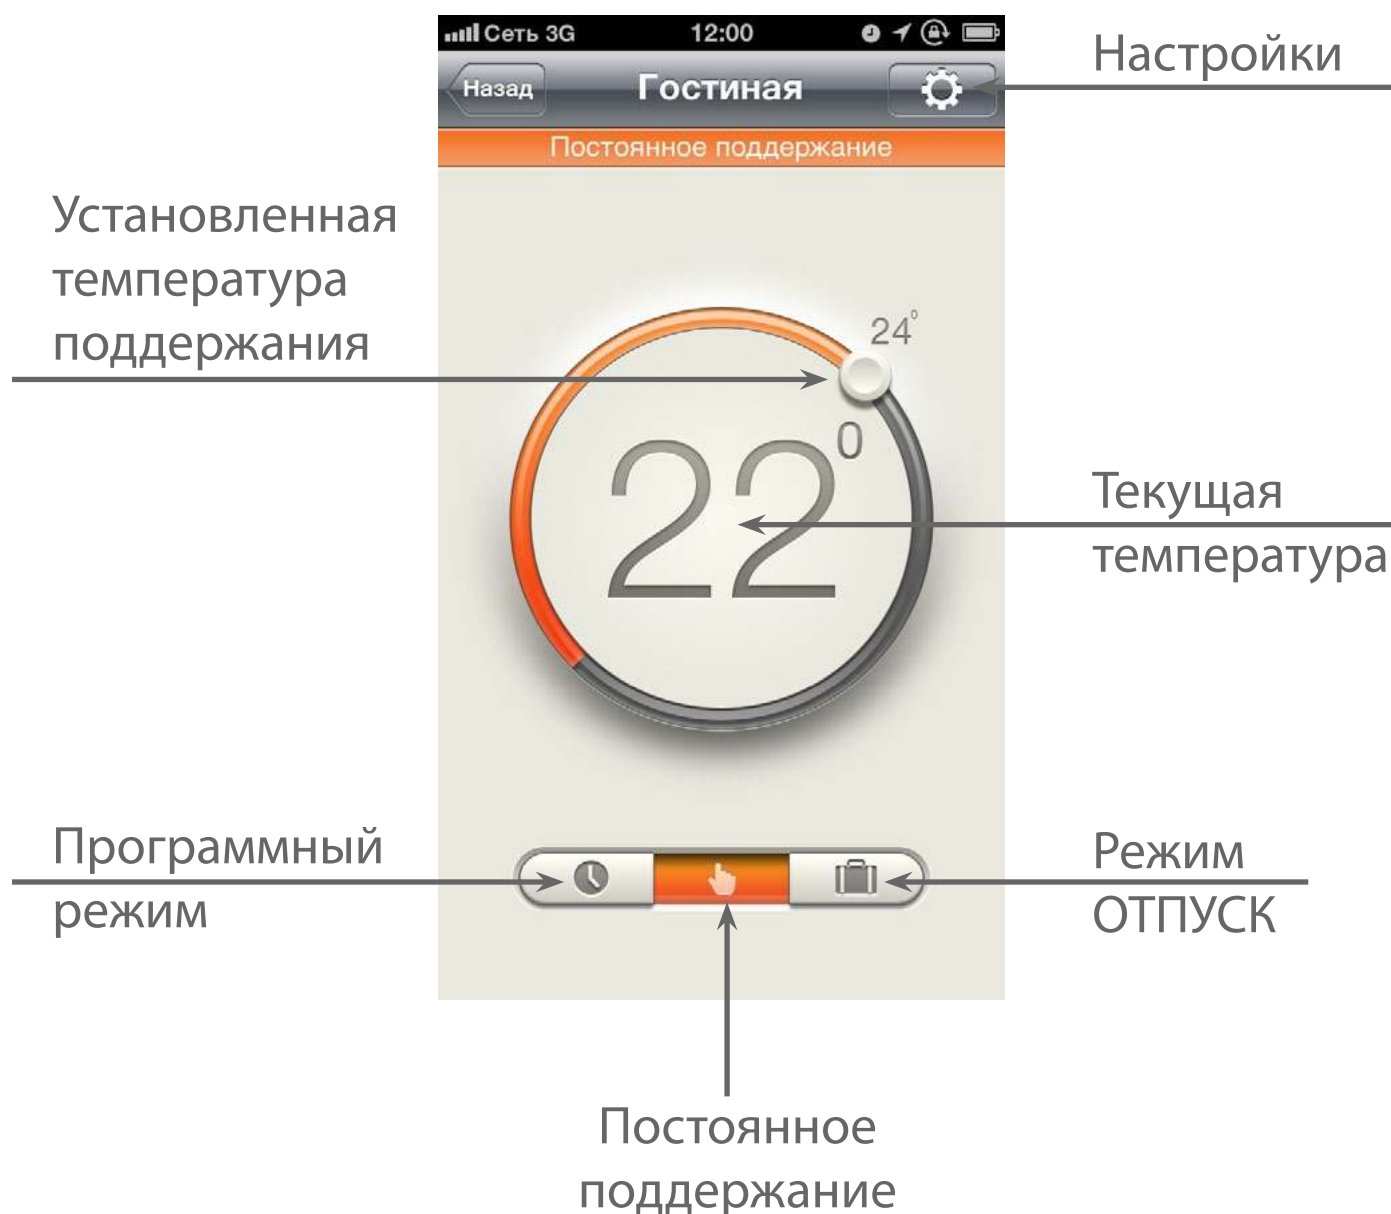 Сеть 3G 12:00
Настройки
Назад Гостиная
Постоянное поддержание
Установленная
температура
поддержания
24°
22°
Текущая
температура
Программный
режим
Режим
ОТПУСК
Постоянное
поддержание